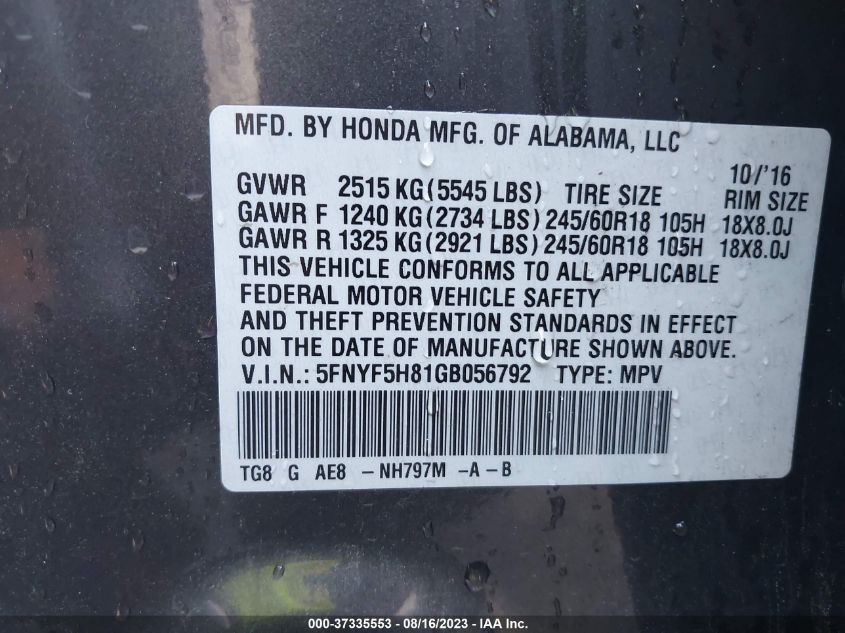 MFD. BY HONDA MFG. OF ALABAMA, LLC
10/'16
GVWR 2515 KG (5545 LBS) TIRE SIZE RIM SIZE
GAWR F 1240 KG (2734 LBS) 245/60R18 105H 18X8.0J
GAWR R 1325 KG (2921 LBS) 245/60R18 105H 18X8.0J
THIS VEHICLE CONFORMS TO ALL APPLICABLE
FEDERAL MOTOR VEHICLE SAFETY
AND THEFT PREVENTION STANDARDS IN EFFECT
ON THE DATE OF MANUFACTURE SHOWN ABOVE.
V.I.N.: 5FNYF5H81GB056792 TYPE: MPV
TG8 G AE8 - NH797M -A - B
000-37335553 - 08/16/2023 - IAA Inc.